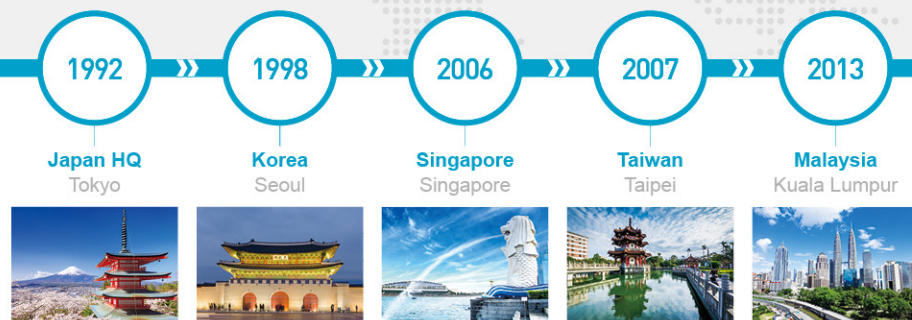 1992
1998
2006
2007
2013
Japan HQ
Tokyo
Korea
Seoul
Singapore
Singapore
Taiwan
Taipei
Malaysia
Kuala Lumpur